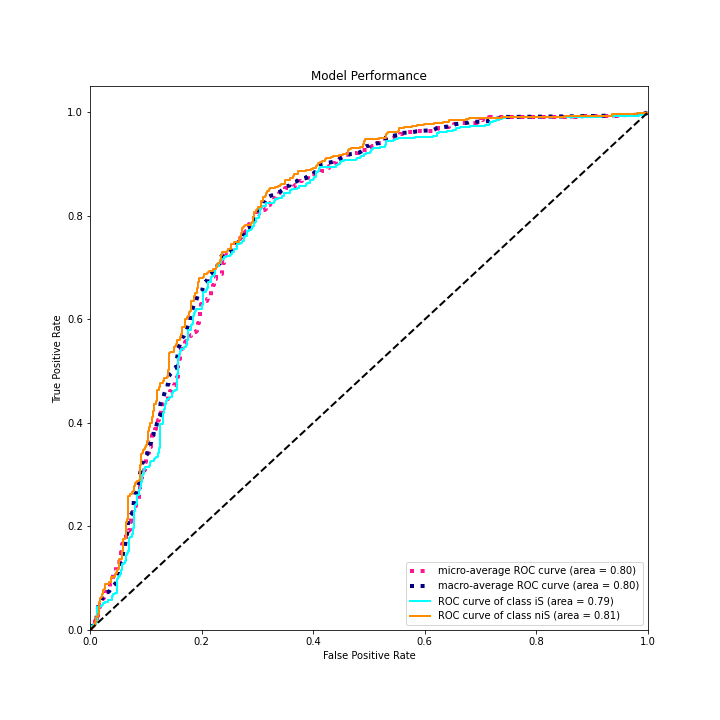 Model Performance
True Positive Rate
1.0
0.8
0.6
0.4
0.2
0.0
micro-average ROC curve (area = 0.80)
macro-average ROC curve (area = 0.80)
ROC curve of class iS (area = 0.79)
ROC curve of class niS (area = 0.81)
0.0 0.2 0.4 0.6 0.8 1.0
False Positive Rate